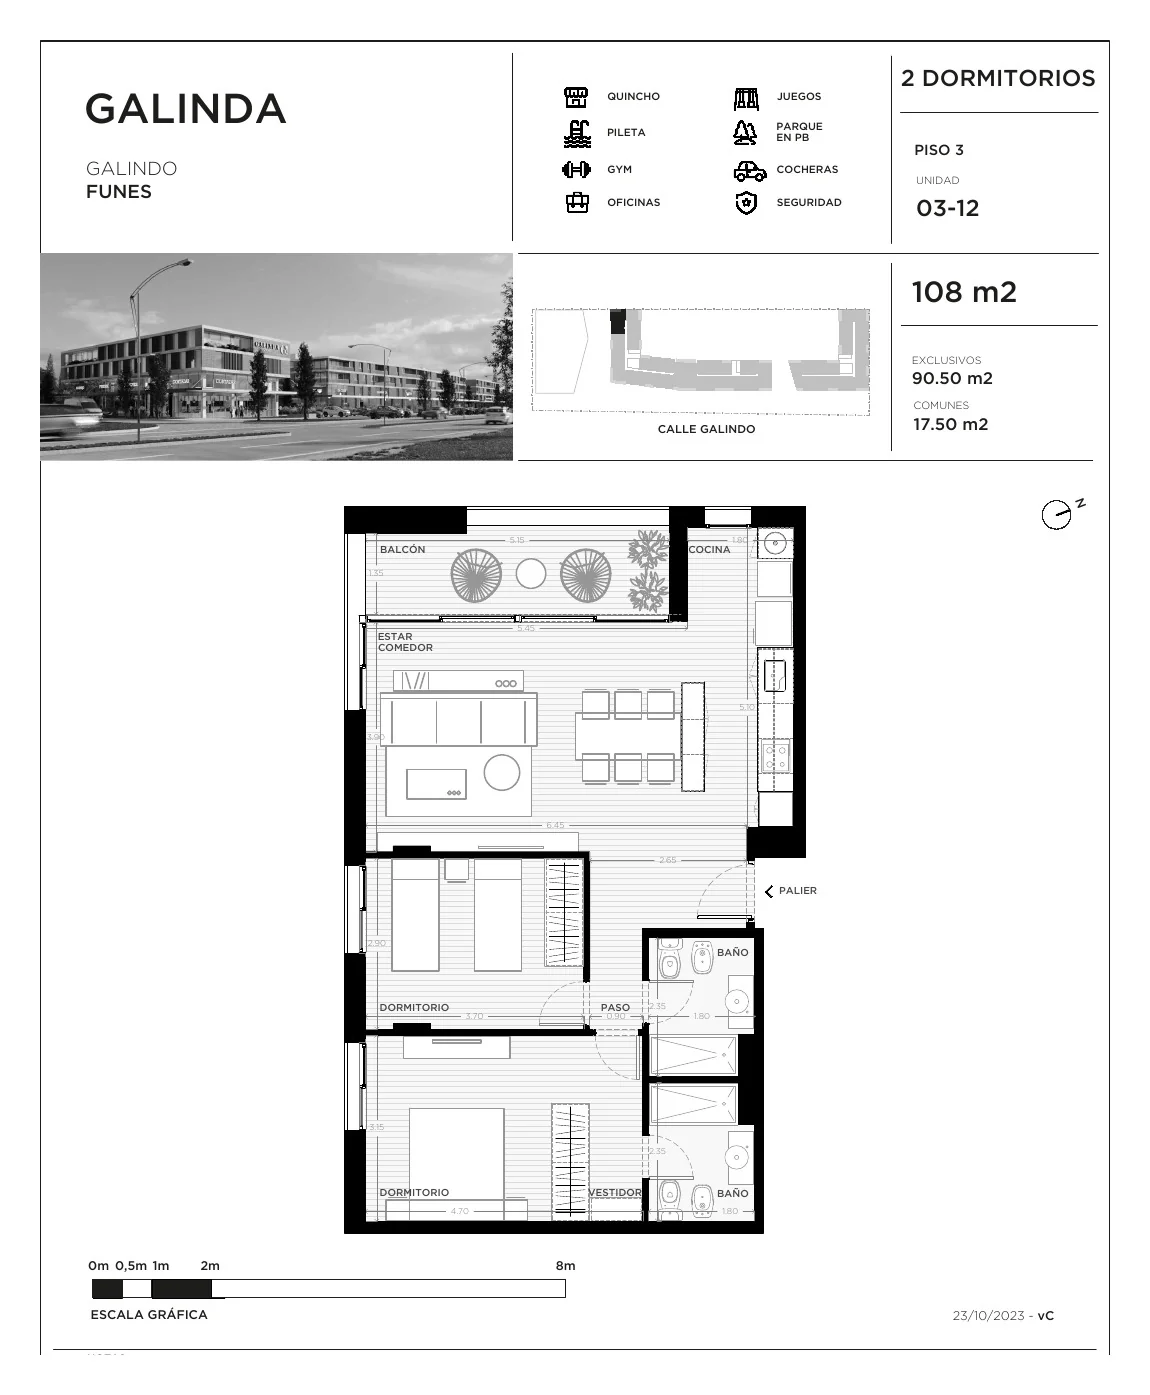 GALINDA
GALINDO
FUNES
QUINCHO
PILETA
GYM
OFICINAS
JUEGOS
PARQUE
EN PB
COCHERAS
SEGURIDAD
2 DORMITORIOS
PISO 3
UNIDAD
03-12
CALLE GALINDO
108 m2
EXCLUSIVOS
90.50 m2
COMUNES
17.50 m2
N
BALCÓN
5.15
COCINA
1.80
1.35
5.45
ESTAR
COMEDOR
5.10
3.90
6.45
2.65
PALIER
2.90
BAÑO
DORMITORIO
3.70
PASO
0.90
2.35
1.80
3.15
2.35
DORMITORIO
4.70
VESTIDOR
BAÑO
1.80
0m 0,5m 1m 2m 8m
ESCALA GRÁFICA
23/10/2023 - vC